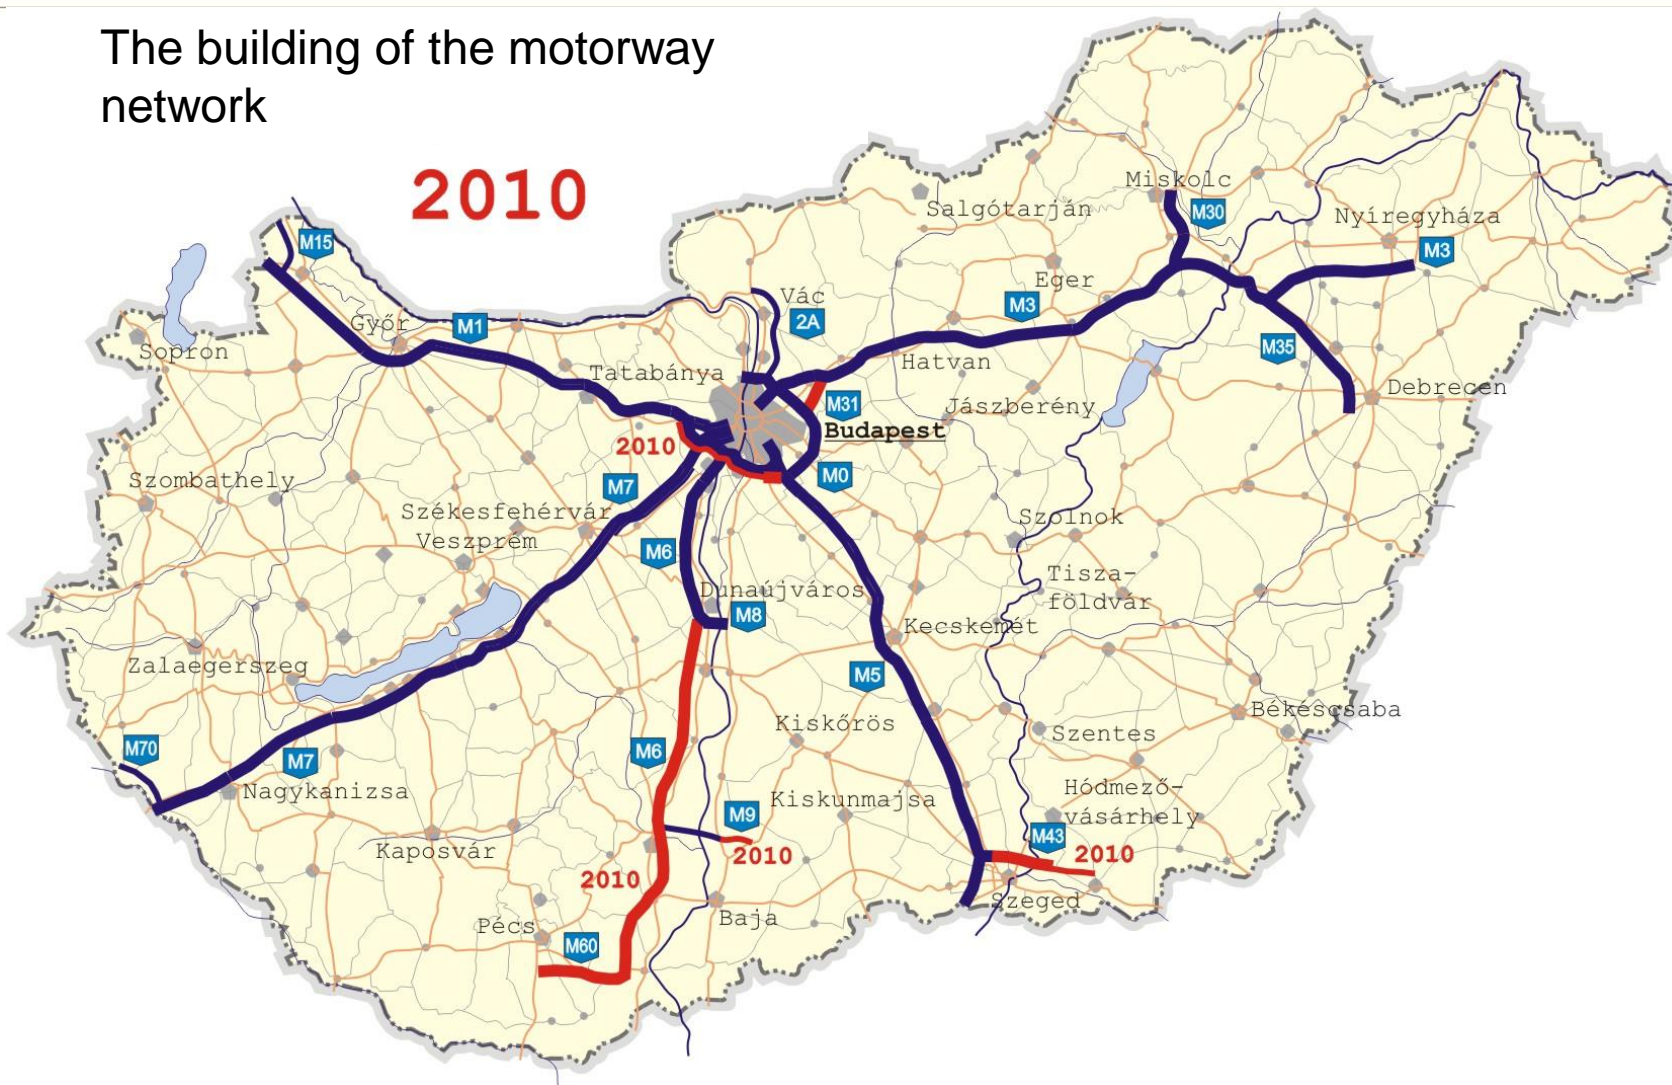 The building of the motorway
network
2010
Miskolc
M30
Salgótarján
Nyíregyháza
M3
M15
Eger
Vác
M3
2A
Győr
M1
Sopron
Hatvan
M35
Tatabánya
Debrecen
M31
Jászberény
Budapest
2010
M0
Szombathely
M7
Székesfehérvár
Veszprém
Szolnok
M6
Tisza-
földvár
Dunaújváros
M8
Kecskemét
Zalaegerszeg
M5
Békéscsaba
Kiskőrös
Szentes
M70
M6
M7
Nagykanizsa
Hódmező-
vásárhely
Kiskunmajsa
M9
M43
2010
2010
Kaposvár
2010
Szeged
Baja
Pécs
M60